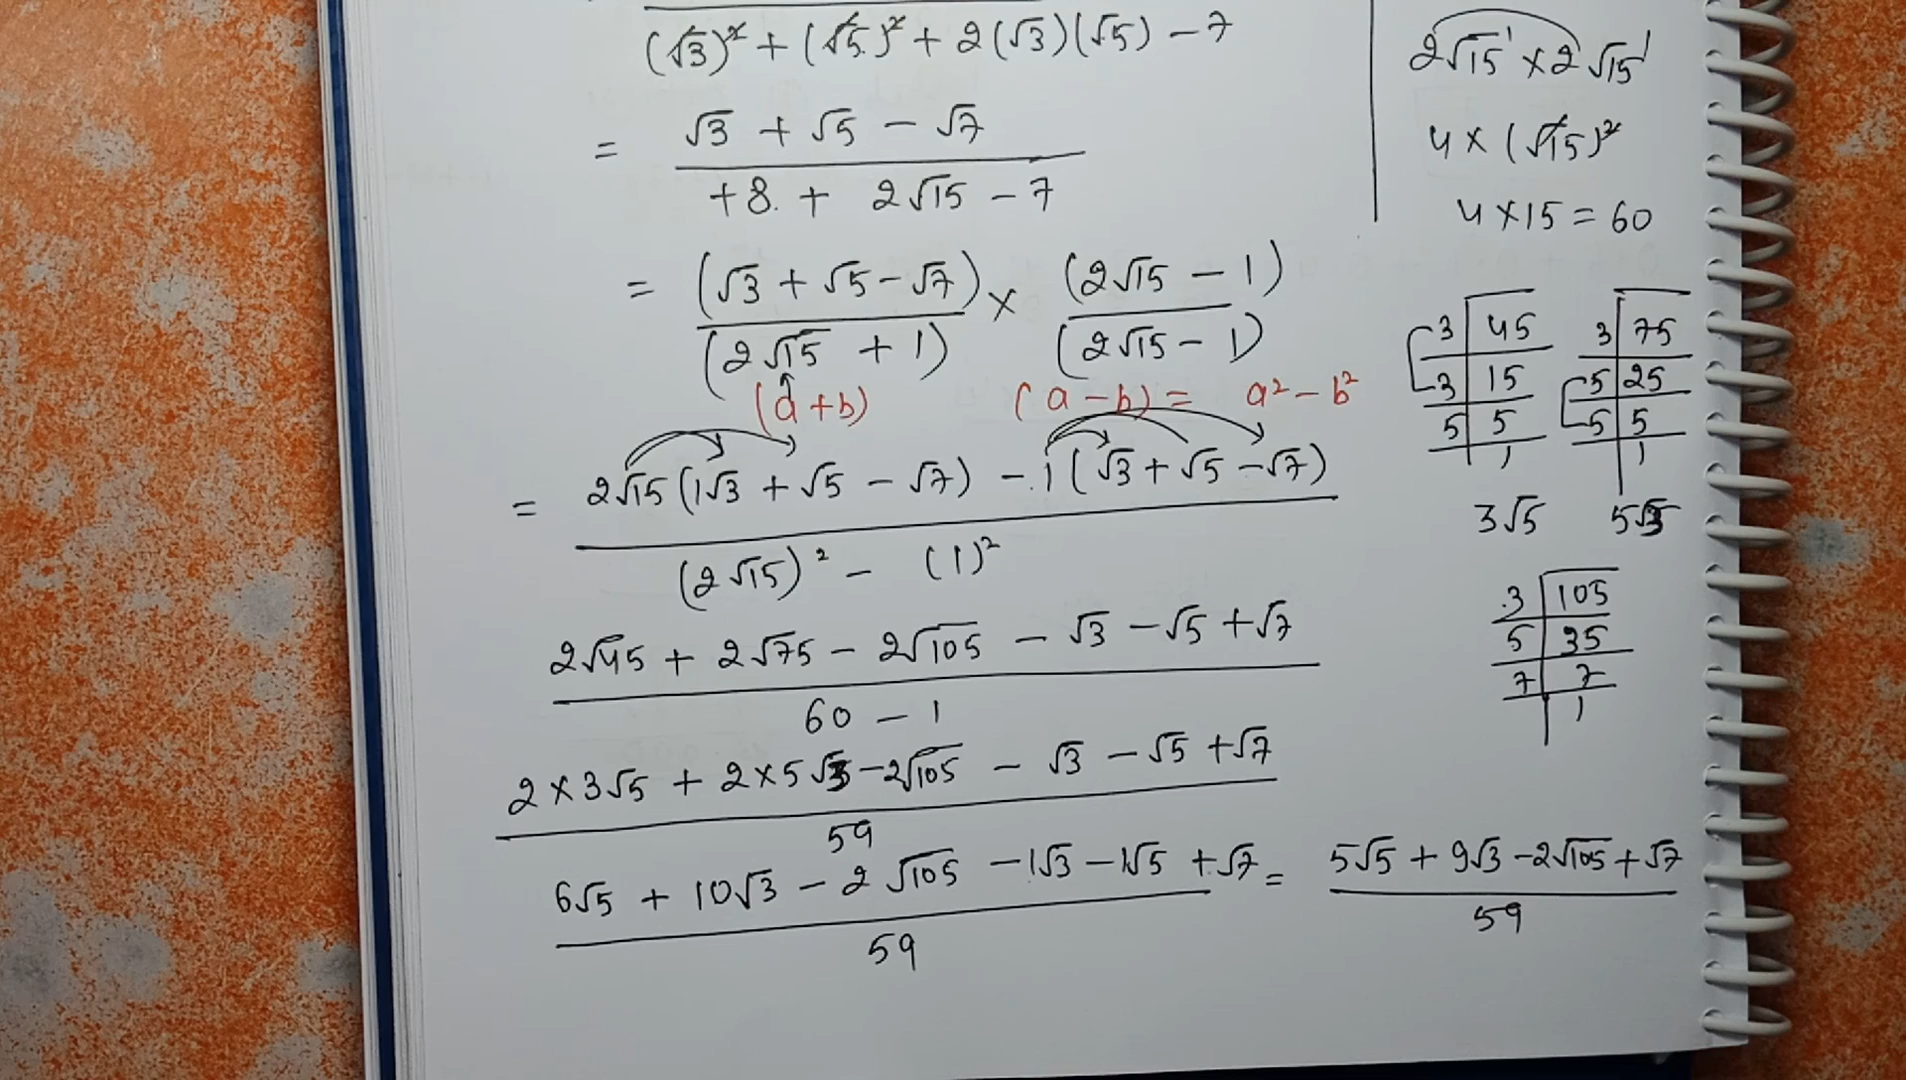 (√3)² + (√5)² + 2(√3)(√5) - 7
= √3 + √5 - √7
+8. + 2√15 - 7
= (√3 + √5 - √7) × (2√15 - 1)
(2√15 + 1) (2√15 - 1)
(a + b) (a - b) = a² - b²
= 2√15 (1√3 + √5 - √7) - 1 (√3 + √5 - √7)
(2√15)² - (1)²
2√45 + 2√75 - 2√105 - √3 - √5 + √7
60 - 1
2 × 3√5 + 2 × 5√3 - 2√105 - √3 - √5 + √7
59
6√5 + 10√3 - 2√105 - 1√3 - 1√5 + √7 = 5√5 + 9√3 - 2√105 + √7
59 59
2√15 × 2√15
4 × (√15)²
4 × 15 = 60
3 45
3 15
5 5
1
3√5
3 75
5 25
5 5
1
5√3
3 105
5 35
7 7
1